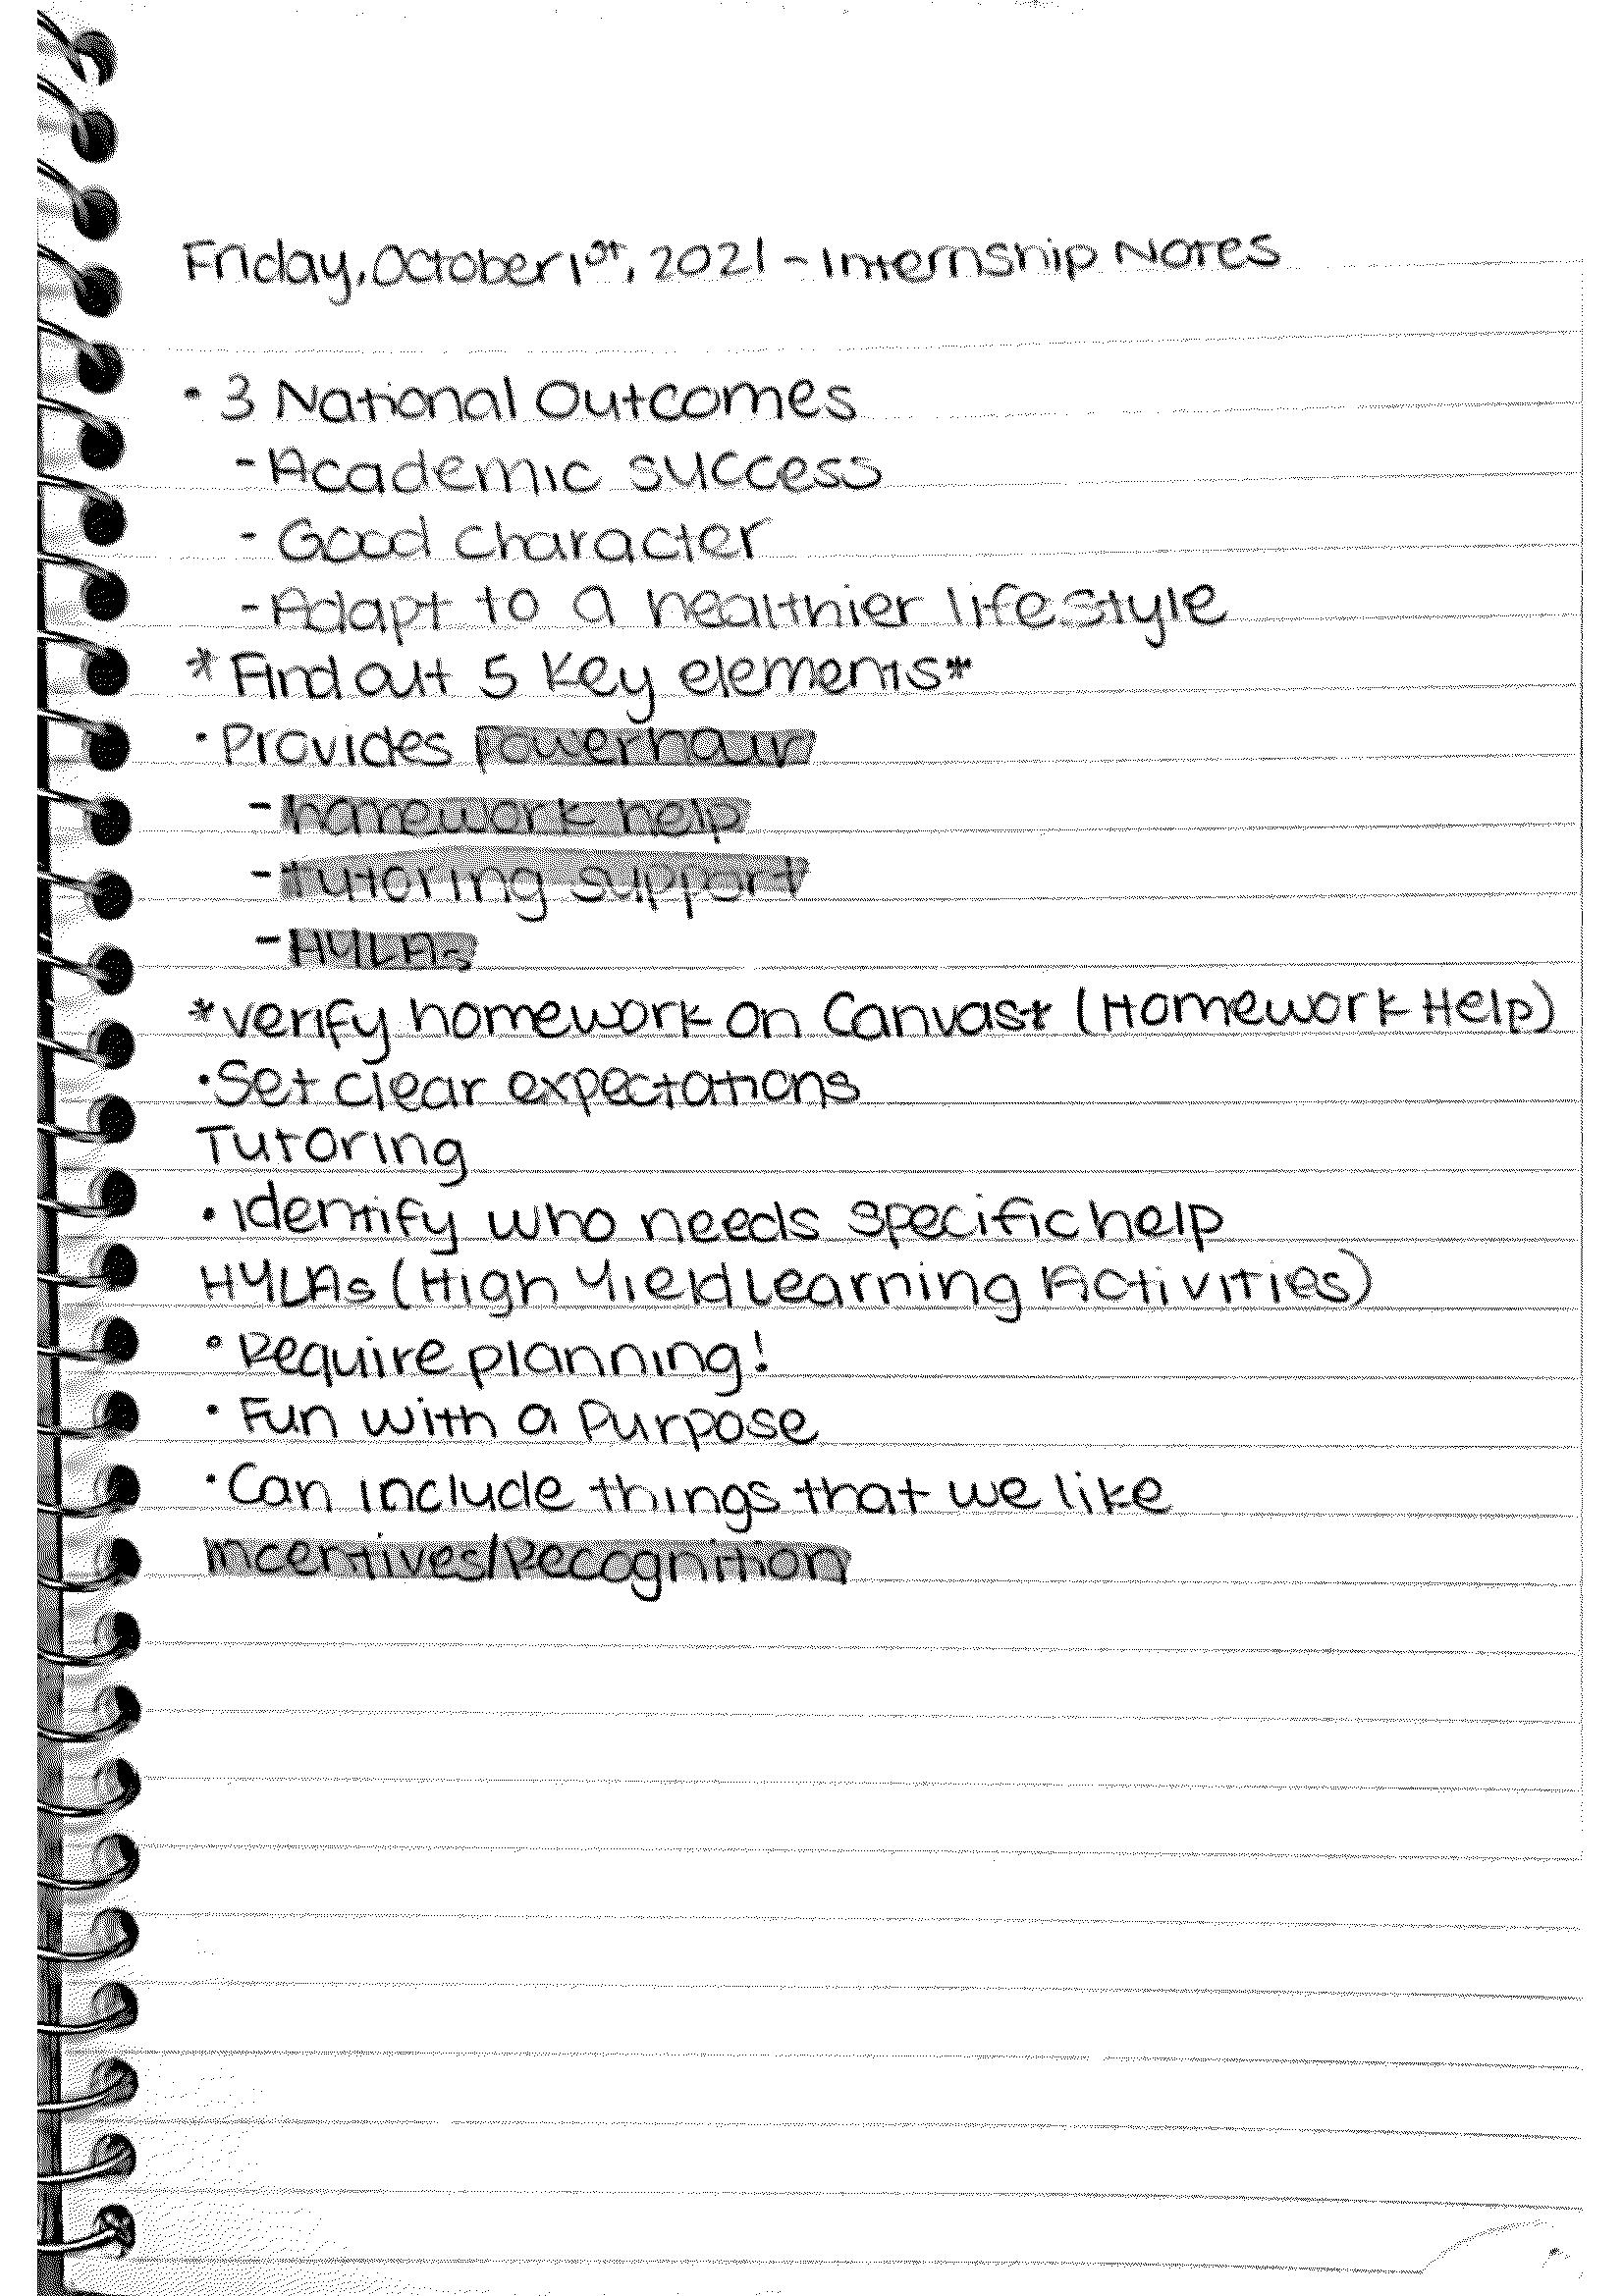 Friday, October 1st, 2021 - Internship Notes
• 3 National Outcomes
- Academic success
- Good character
- Adapt to a healthier lifestyle
*Find out 5 key elements*
• Provides powerhour
- homework help
- tutoring support
- HYLAs
*verify homework on Canvas* (Homework Help)
• Set clear expectations
Tutoring
• identify who needs specific help
HYLAs (High Yield Learning Activities)
• Require planning!
• Fun with a Purpose
• Can include things that we like
Incentives/Recognition